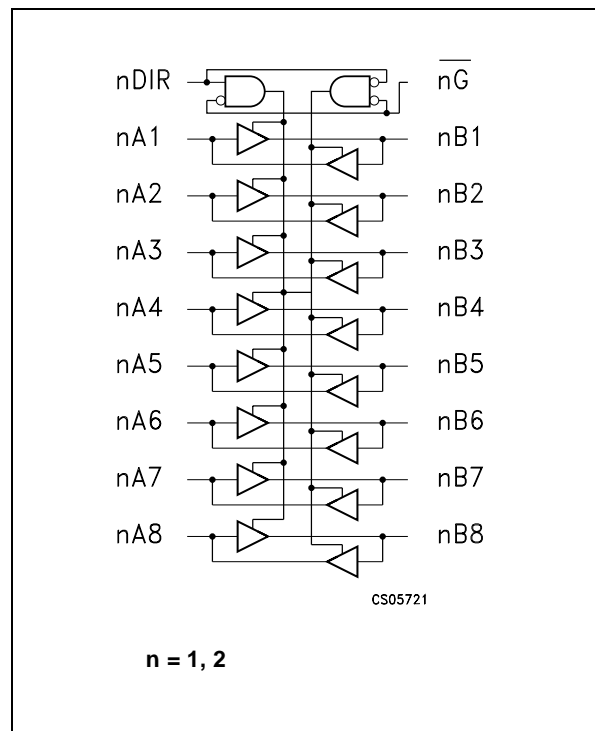 nDIR nG̅
nA1 nB1
nA2 nB2
nA3 nB3
nA4 nB4
nA5 nB5
nA6 nB6
nA7 nB7
nA8 nB8
CS05721
n = 1, 2